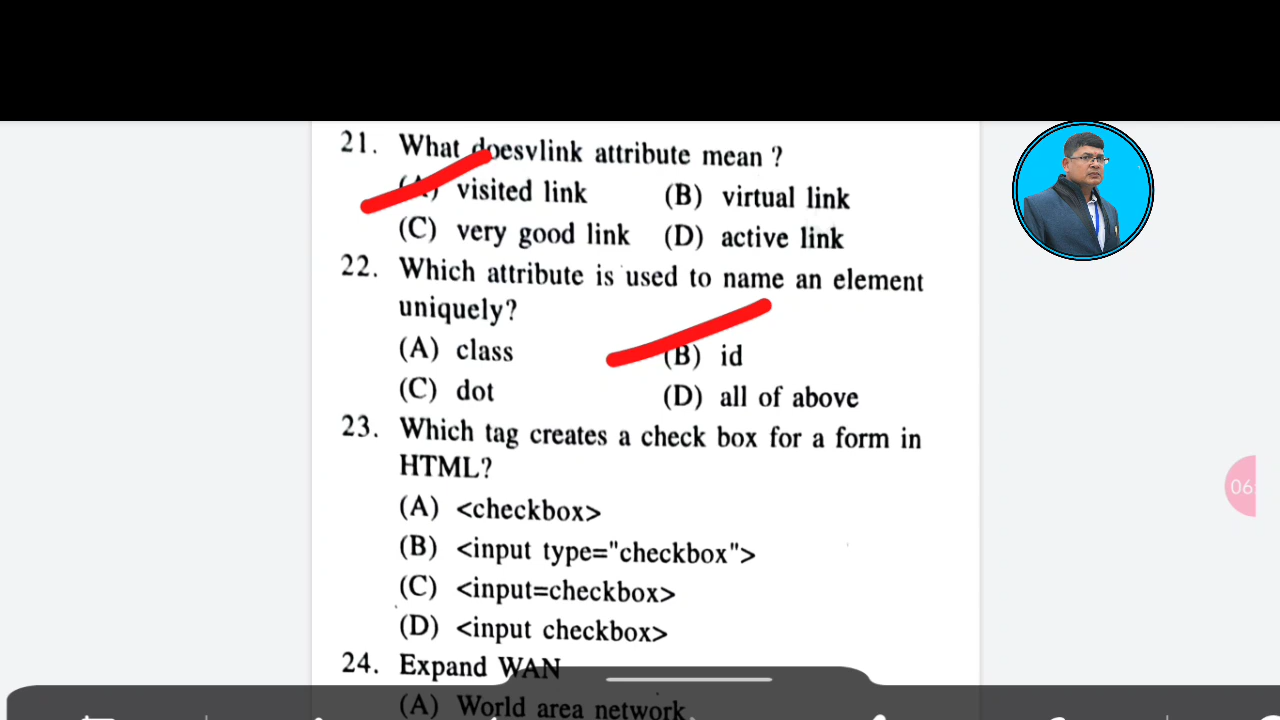 21. What doesvlink attribute mean ?
(A) visited link (B) virtual link
(C) very good link (D) active link
22. Which attribute is used to name an element
uniquely?
(A) class (B) id
(C) dot (D) all of above
23. Which tag creates a check box for a form in
HTML?
(A) <checkbox>
(B) <input type="checkbox">
(C) <input=checkbox>
(D) <input checkbox>
24. Expand WAN
(A) World area network
06